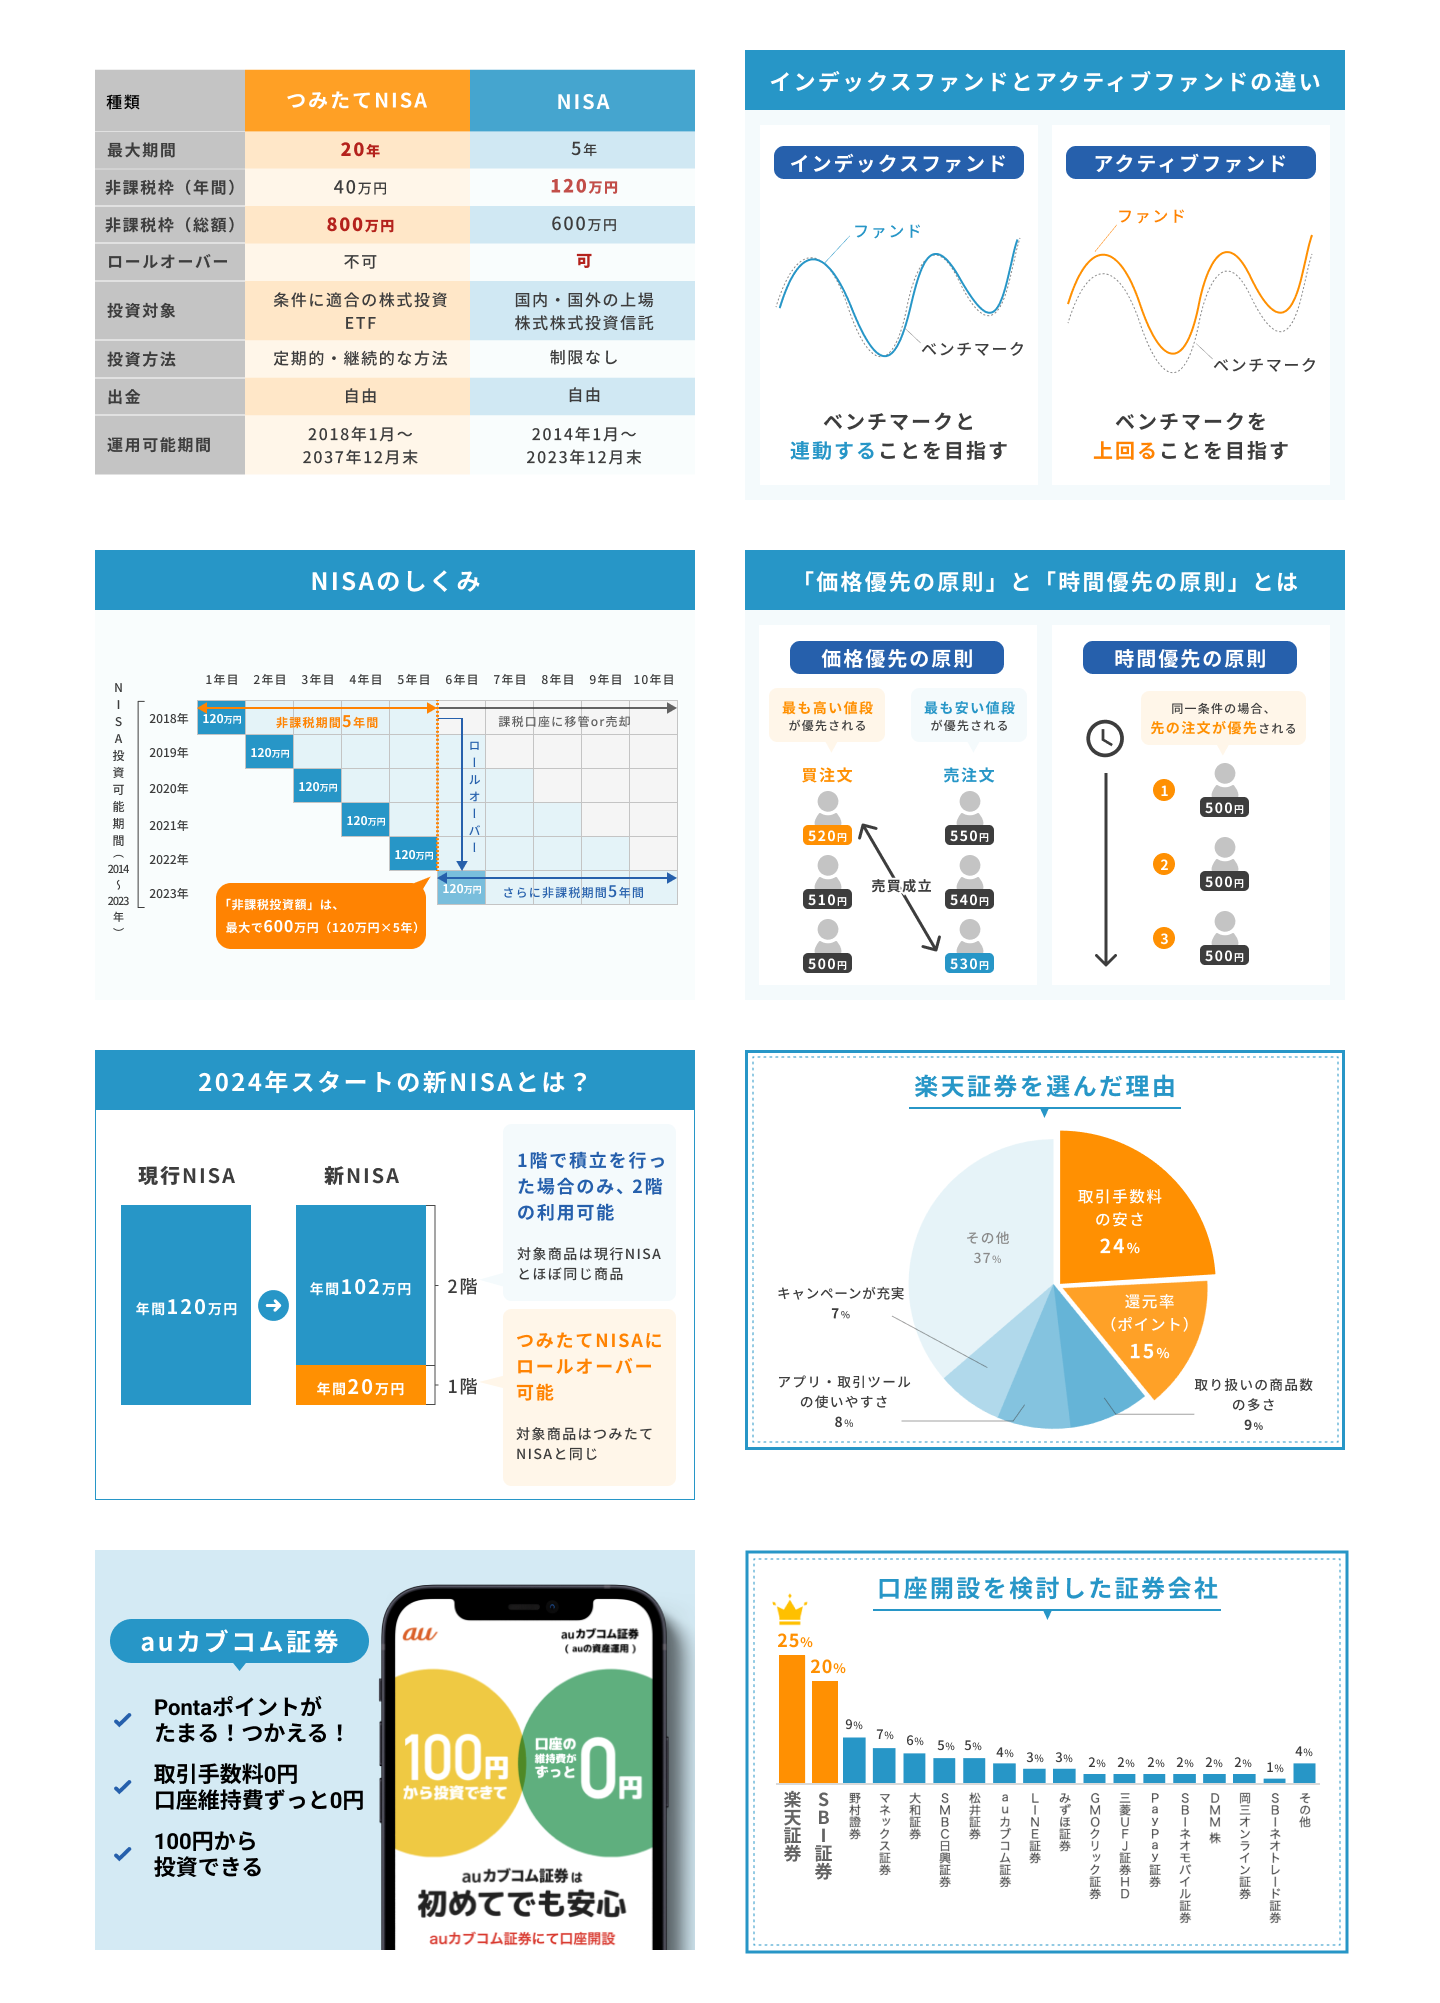 種類 つみたてNISA NISA
最大期間 20年 5年
非課税枠（年間） 40万円 120万円
非課税枠（総額） 800万円 600万円
ロールオーバー 不可 可
投資対象 条件に適合の株式投資 国内・国外の上場
ETF 株式株式投資信託
投資方法 定期的・継続的な方法 制限なし
出金 自由 自由
運用可能期間 2018年1月〜 2014年1月〜
2037年12月末 2023年12月末
インデックスファンドとアクティブファンドの違い
インデックスファンド
ファンド
ベンチマーク
ベンチマークと
連動することを目指す
アクティブファンド
ファンド
ベンチマーク
ベンチマークを
上回ることを目指す
NISAのしくみ
1年目 2年目 3年目 4年目 5年目 6年目 7年目 8年目 9年目 10年目
NISA投資可能期間（2014〜2023年）
2018年 120万円 非課税期間5年間 課税口座に移管or売却
2019年 120万円
2020年 120万円
2021年 120万円
2022年 120万円
2023年 120万円 さらに非課税期間5年間
ロールオーバー
「非課税投資額」は、
最大で600万円（120万円×5年）
「価格優先の原則」と「時間優先の原則」とは
価格優先の原則
最も高い値段
が優先される
最も安い値段
が優先される
買注文 売注文
520円 550円
売買成立
510円 540円
500円 530円
時間優先の原則
同一条件の場合、
先の注文が優先される
1 500円
2 500円
3 500円
2024年スタートの新NISAとは？
現行NISA 新NISA
年間120万円
年間102万円
年間20万円
2階
1階
1階で積立を行っ
た場合のみ、2階
の利用可能
対象商品は現行NISA
とほぼ同じ商品
つみたてNISAに
ロールオーバー
可能
対象商品はつみたて
NISAと同じ
楽天証券を選んだ理由
取引手数料
の安さ
24%
還元率
（ポイント）
15%
取り扱いの商品数
の多さ
9%
アプリ・取引ツール
の使いやすさ
8%
キャンペーンが充実
7%
その他
37%
auカブコム証券
Pontaポイントが
たまる！つかえる！
取引手数料0円
口座維持費ずっと0円
100円から
投資できる
au
auカブコム証券
( auの資産運用 )
100円
から投資できて
口座の
維持費が
ずっと
0円
auカブコム証券は
初めてでも安心
auカブコム証券にて口座開設
口座開設を検討した証券会社
25% 20% 9% 7% 6% 5% 5% 4% 3% 3% 2% 2% 2% 2% 2% 2% 1% 4%
楽天証券
SBI証券
野村證券
マネックス証券
大和証券
SMBC日興証券
松井証券
auカブコム証券
LINE証券
みずほ証券
GMOクリック証券
三菱UFJ証券HD
PayPay証券
SBIネオモバイル証券
DMM 株
岡三オンライン証券
SBIネオトレード証券
その他